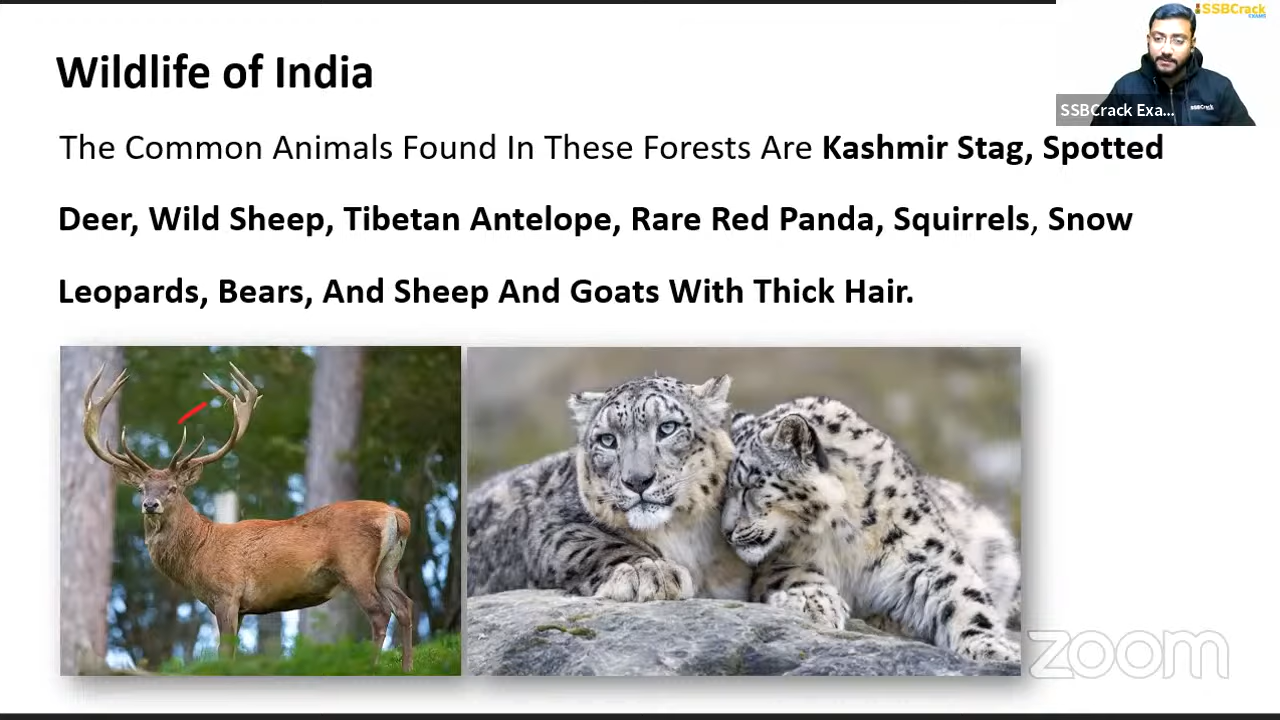 SSBCrack
EXAMS
Wildlife of India
SSBCrack Exa...
The Common Animals Found In These Forests Are Kashmir Stag, Spotted
Deer, Wild Sheep, Tibetan Antelope, Rare Red Panda, Squirrels, Snow
Leopards, Bears, And Sheep And Goats With Thick Hair.
SSBCrack
zoom